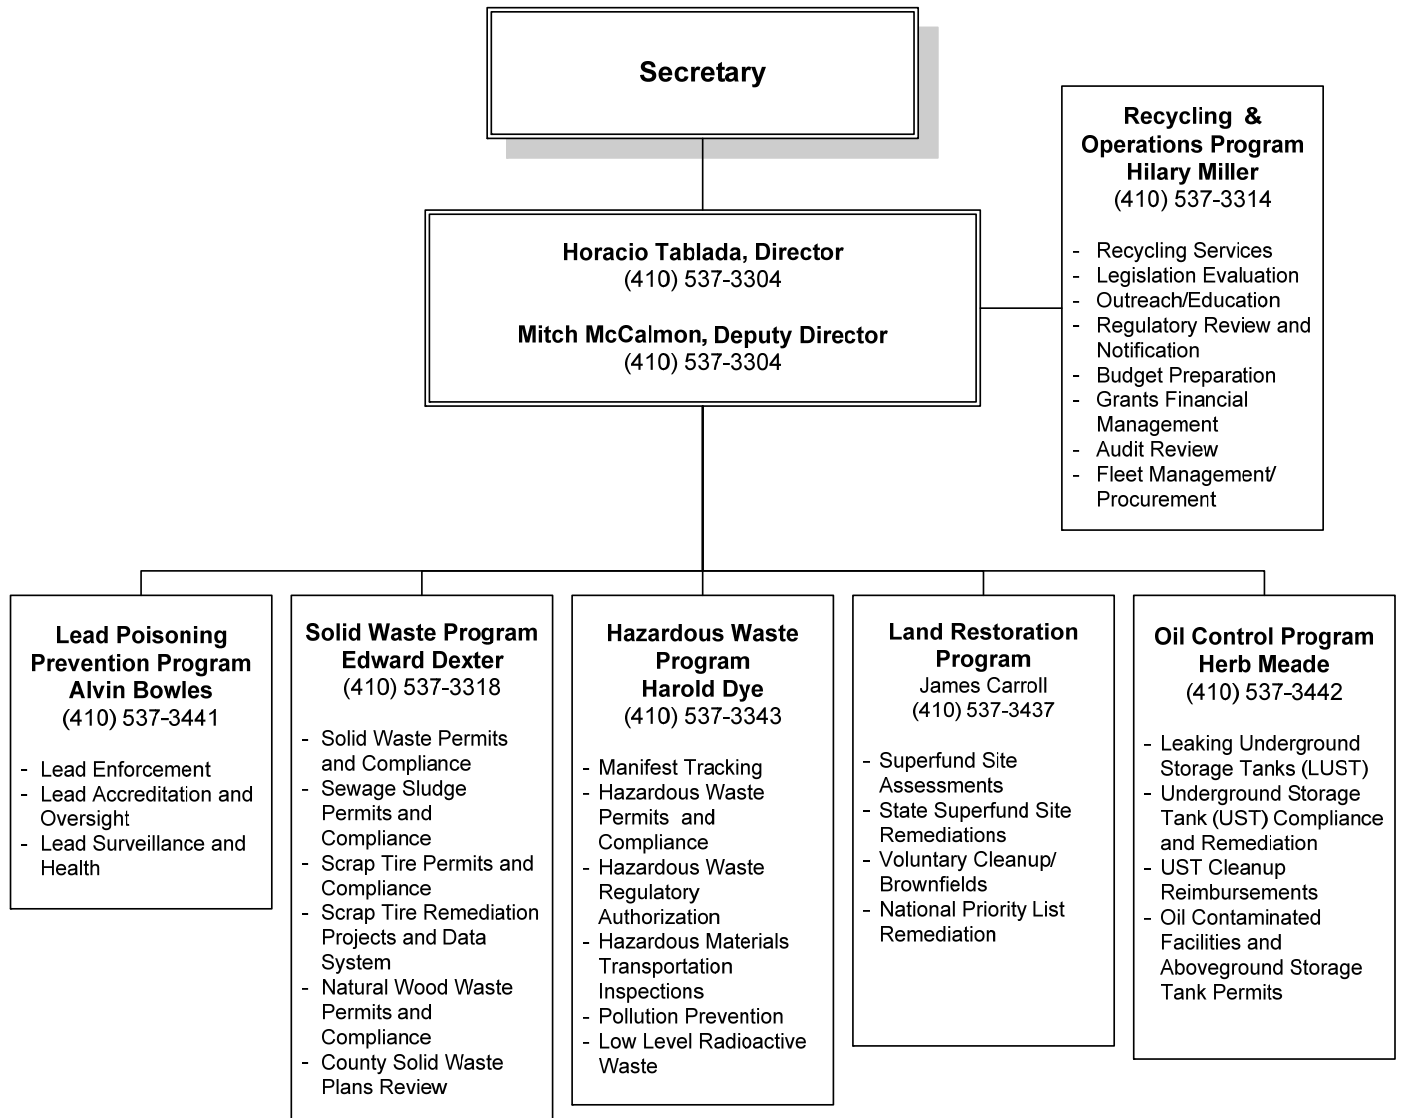 Secretary
Horacio Tablada, Director
(410) 537-3304
Mitch McCalmon, Deputy Director
(410) 537-3304
Recycling &
Operations Program
Hilary Miller
(410) 537-3314
- Recycling Services
- Legislation Evaluation
- Outreach/Education
- Regulatory Review and
Notification
- Budget Preparation
- Grants Financial
Management
- Audit Review
- Fleet Management/
Procurement
Lead Poisoning
Prevention Program
Alvin Bowles
(410) 537-3441
- Lead Enforcement
- Lead Accreditation and
Oversight
- Lead Surveillance and
Health
Solid Waste Program
Edward Dexter
(410) 537-3318
- Solid Waste Permits
and Compliance
- Sewage Sludge
Permits and
Compliance
- Scrap Tire Permits and
Compliance
- Scrap Tire Remediation
Projects and Data
System
- Natural Wood Waste
Permits and
Compliance
- County Solid Waste
Plans Review
Hazardous Waste
Program
Harold Dye
(410) 537-3343
- Manifest Tracking
- Hazardous Waste
Permits and
Compliance
- Hazardous Waste
Regulatory
Authorization
- Hazardous Materials
Transportation
Inspections
- Pollution Prevention
- Low Level Radioactive
Waste
Land Restoration
Program
James Carroll
(410) 537-3437
- Superfund Site
Assessments
- State Superfund Site
Remediations
- Voluntary Cleanup/
Brownfields
- National Priority List
Remediation
Oil Control Program
Herb Meade
(410) 537-3442
- Leaking Underground
Storage Tanks (LUST)
- Underground Storage
Tank (UST) Compliance
and Remediation
- UST Cleanup
Reimbursements
- Oil Contaminated
Facilities and
Aboveground Storage
Tank Permits